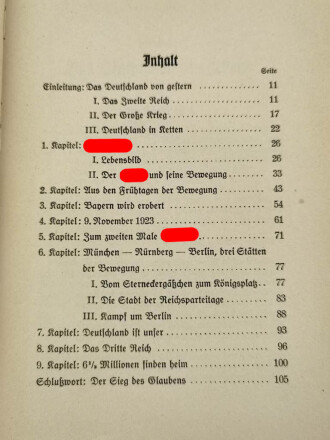 Inhalt
Seite
Einleitung: Das Deutschland von gestern . . . . . . . . . . . . 11
I. Das Zweite Reich . . . . . . . . . . . . . . . . 11
II. Der Große Krieg . . . . . . . . . . . . . . . . 17
III. Deutschland in Ketten . . . . . . . . . . . . 22
1. Kapitel: . . . . . . . . . . . . . . . . . . . . . . 26
I. Lebensbild . . . . . . . . . . . . . . . . . . . . 26
II. Der und seine Bewegung . . . . . . . . 33
2. Kapitel: Aus den Frühtagen der Bewegung . . . . . . . . 43
3. Kapitel: Bayern wird erobert . . . . . . . . . . . . . . . 54
4. Kapitel: 9. November 1923 . . . . . . . . . . . . . . . . 61
5. Kapitel: Zum zweiten Male . . . . . . . . . . . . 71
6. Kapitel: München — Nürnberg — Berlin, drei Stätten
der Bewegung . . . . . . . . . . . . . . . . . . . 77
I. Vom Sterneckergäßchen zum Königsplatz . . 77
II. Die Stadt der Reichsparteitage . . . . . . 83
III. Kampf um Berlin . . . . . . . . . . . . . . 88
7. Kapitel: Deutschland ist unser . . . . . . . . . . . . . . 93
8. Kapitel: Das Dritte Reich . . . . . . . . . . . . . . . . 96
9. Kapitel: 6½ Millionen finden heim . . . . . . . . . . . 100
Schlußwort: Der Sieg des Glaubens . . . . . . . . . . . . . . 105